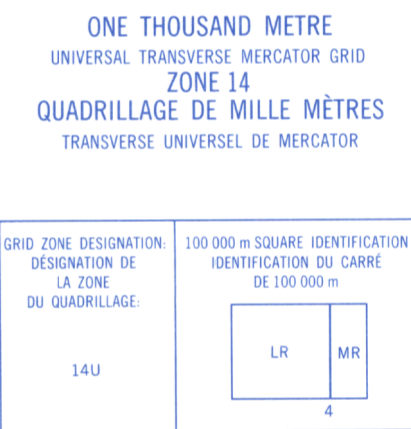 ONE THOUSAND METRE
UNIVERSAL TRANSVERSE MERCATOR GRID
ZONE 14
QUADRILLAGE DE MILLE MÈTRES
TRANSVERSE UNIVERSEL DE MERCATOR
GRID ZONE DESIGNATION:
DÉSIGNATION DE
LA ZONE
DU QUADRILLAGE:
14U
100 000 m SQUARE IDENTIFICATION
IDENTIFICATION DU CARRÉ
DE 100 000 m
LR MR
4